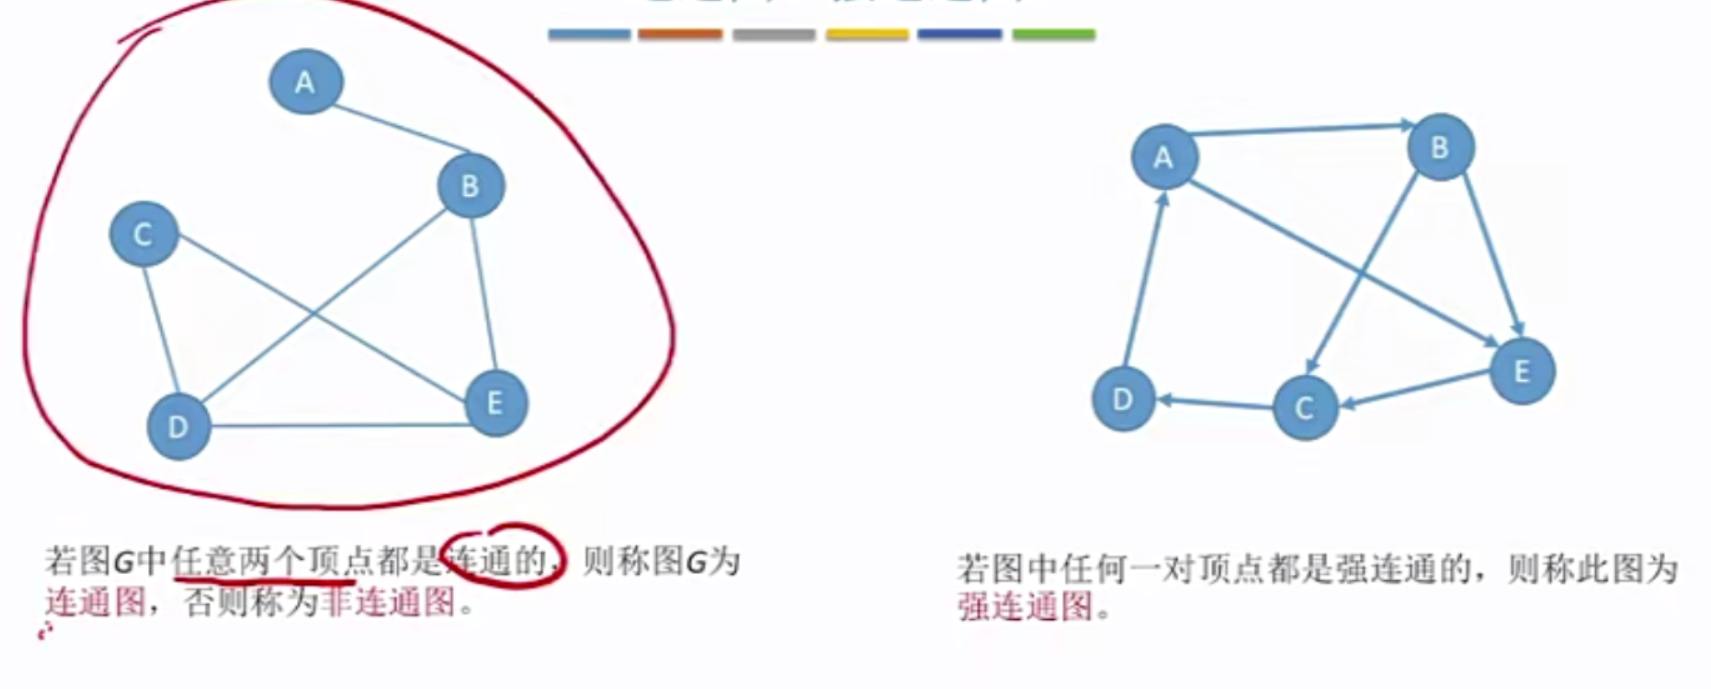 A
B
C
D
E
若图G中任意两个顶点都是连通的，则称图G为
连通图，否则称为非连通图。
A
B
E
D
C
若图中任何一对顶点都是强连通的，则称此图为
强连通图。